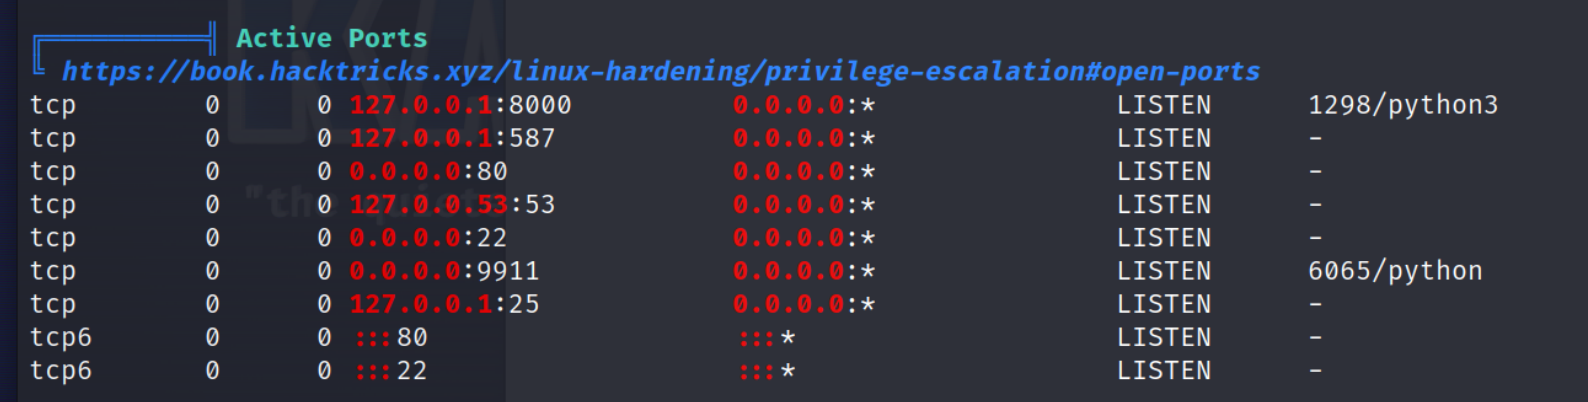 Active Ports
https://book.hacktricks.xyz/linux-hardening/privilege-escalation#open-ports
tcp 0 0 127.0.0.1:8000 0.0.0.0:* LISTEN 1298/python3
tcp 0 0 127.0.0.1:587 0.0.0.0:* LISTEN -
tcp 0 0 0.0.0.0:80 0.0.0.0:* LISTEN -
tcp 0 0 127.0.0.53:53 0.0.0.0:* LISTEN -
tcp 0 0 0.0.0.0:22 0.0.0.0:* LISTEN -
tcp 0 0 0.0.0.0:9911 0.0.0.0:* LISTEN 6065/python
tcp 0 0 127.0.0.1:25 0.0.0.0:* LISTEN -
tcp6 0 0 :::80 :::* LISTEN -
tcp6 0 0 :::22 :::* LISTEN -